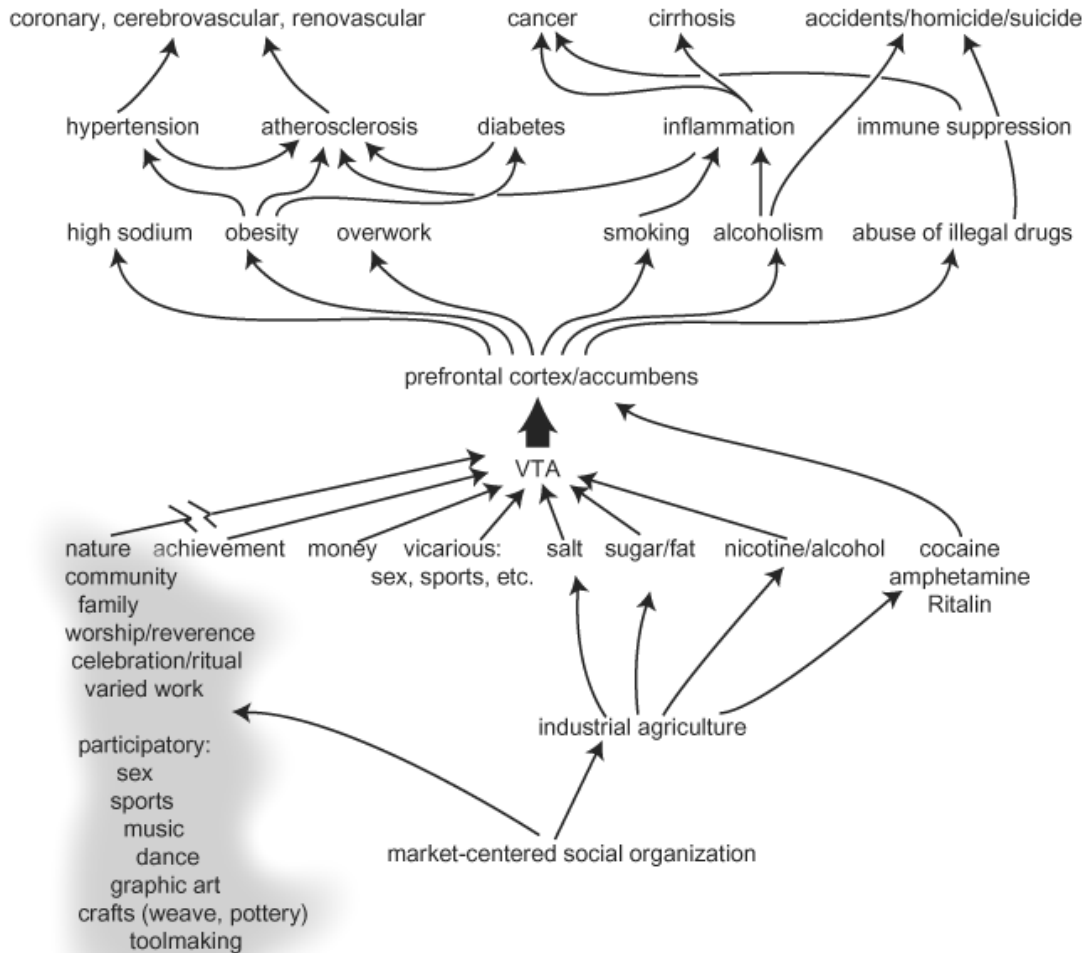 coronary, cerebrovascular, renovascular cancer cirrhosis accidents/homicide/suicide
hypertension atherosclerosis diabetes inflammation immune suppression
high sodium obesity overwork smoking alcoholism abuse of illegal drugs
prefrontal cortex/accumbens
VTA
nature achievement money vicarious: salt sugar/fat nicotine/alcohol cocaine
community sex, sports, etc. amphetamine
family Ritalin
worship/reverence
celebration/ritual
varied work
industrial agriculture
participatory:
sex
sports
music
market-centered social organization
dance
graphic art
crafts (weave, pottery)
toolmaking